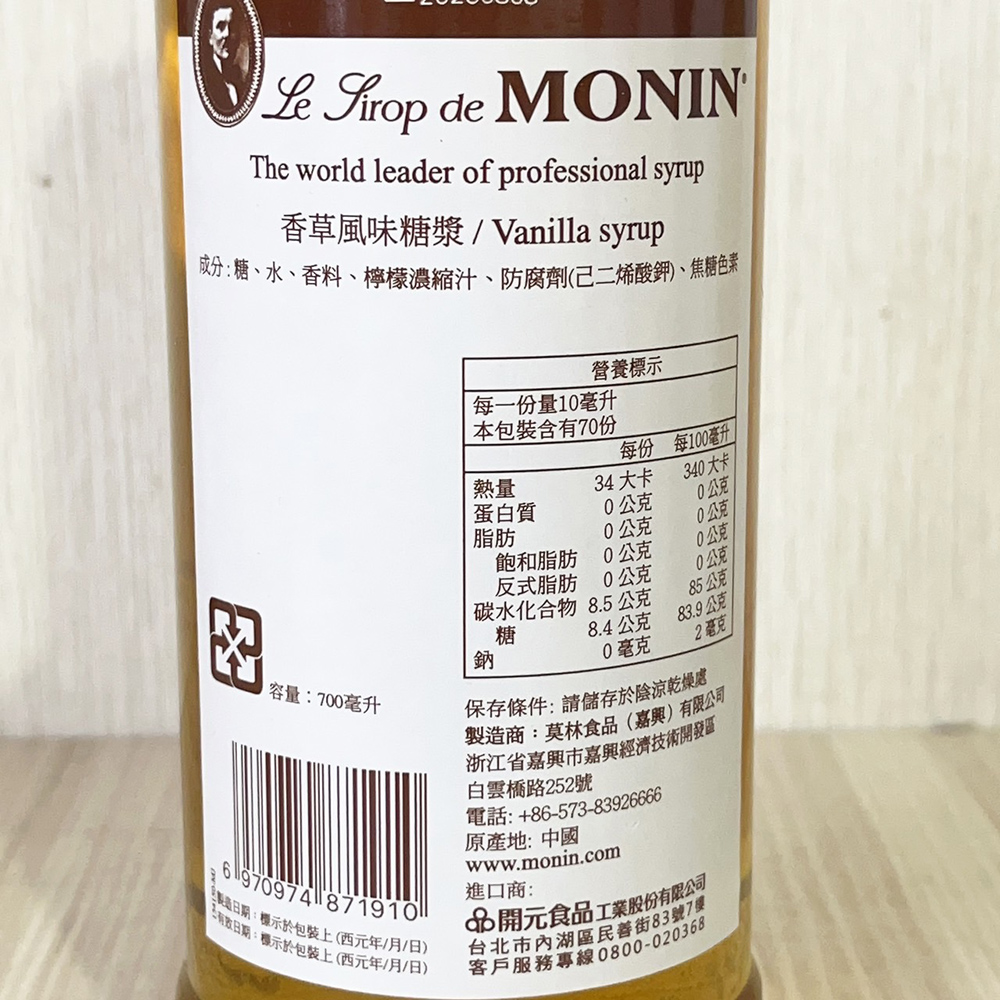 Le Sirop de MONIN®
The world leader of professional syrup
香草風味糖漿 / Vanilla syrup
成分:糖、水、香料、檸檬濃縮汁、防腐劑(己二烯酸鉀)、焦糖色素
營養標示
每一份量10毫升
本包裝含有70份
每份 每100毫升
熱量 34 大卡 340 大卡
蛋白質 0 公克 0 公克
脂肪 0 公克 0 公克
飽和脂肪 0 公克 0 公克
反式脂肪 0 公克 0 公克
碳水化合物 8.5 公克 85 公克
糖 8.4 公克 83.9 公克
鈉 0 毫克 2 毫克
容量：700毫升
6 970974 871910
製造日期：標示於包裝上 (西元年/月/日)
有效日期：標示於包裝上 (西元年/月/日)
保存條件: 請儲存於陰涼乾燥處
製造商：莫林食品（嘉興）有限公司
浙江省嘉興市嘉興經濟技術開發區
白雲橋路252號
電話: +86-573-83926666
原產地: 中國
www.monin.com
進口商:
開元食品工業股份有限公司
台北市內湖區民善街83號7樓
客戶服務專線0800-020368